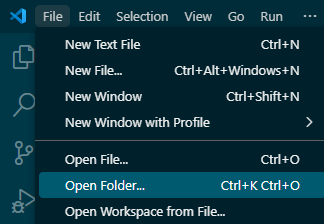 File Edit Selection View Go Run ···
New Text File Ctrl+N
New File... Ctrl+Alt+Windows+N
New Window Ctrl+Shift+N
New Window with Profile
Open File... Ctrl+O
Open Folder... Ctrl+K Ctrl+O
Open Workspace from File...